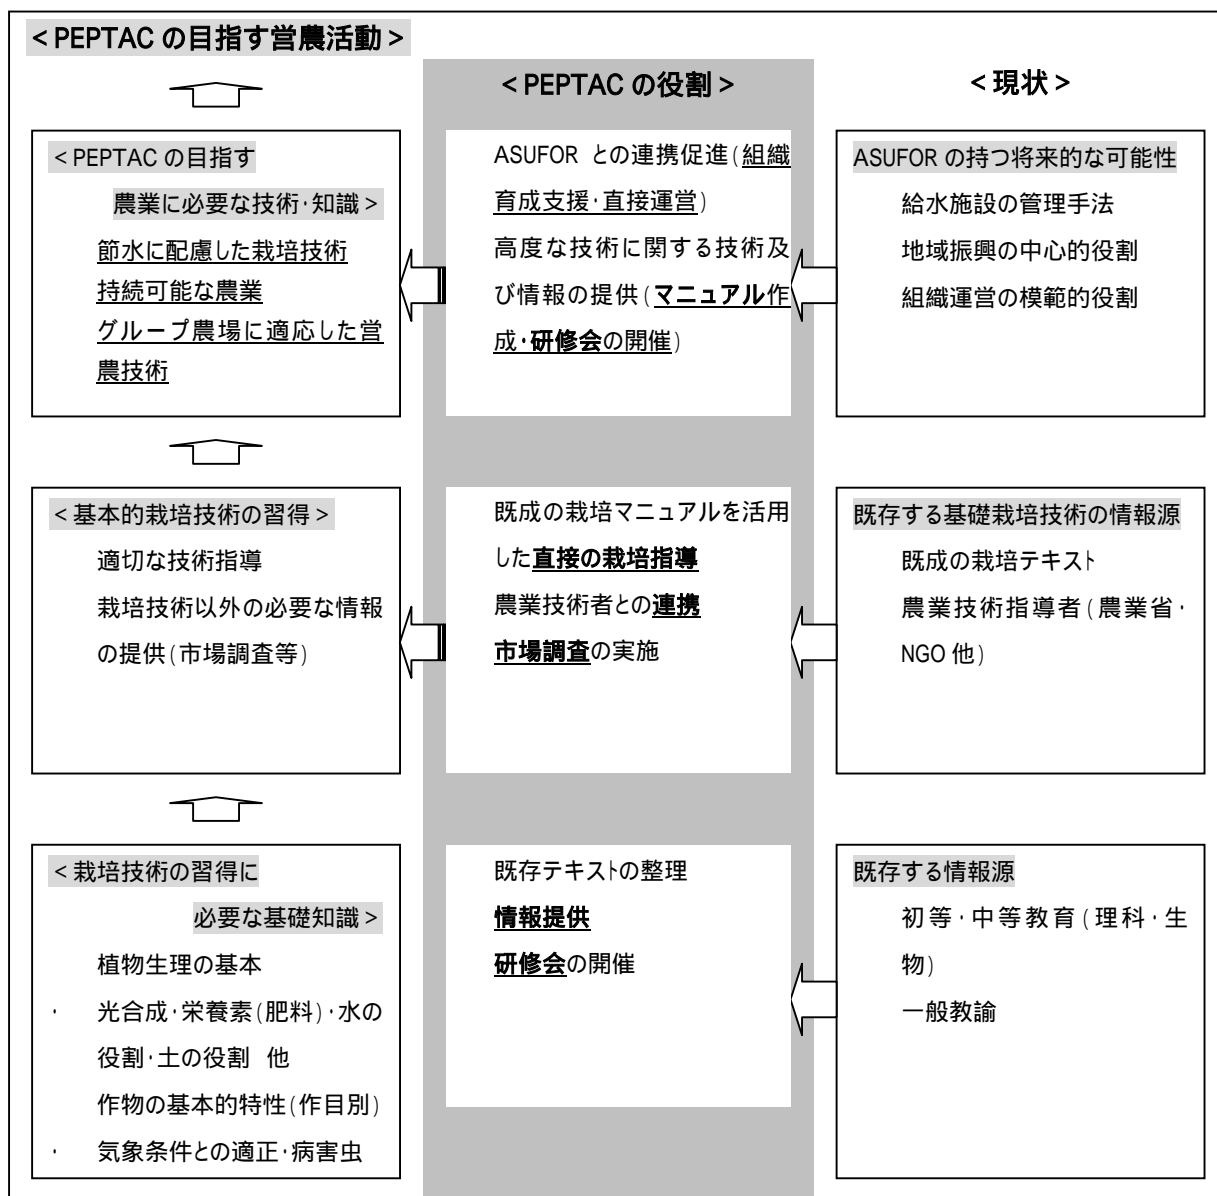 ＜PEPTAC の目指す営農活動＞
＜PEPTAC の役割＞
＜現状＞
＜PEPTAC の目指す
農業に必要な技術・知識＞
節水に配慮した栽培技術
持続可能な農業
グループ農場に適応した営
農技術
ASUFOR との連携促進（組織
育成支援・直接運営）
高度な技術に関する技術及
び情報の提供（マニュアル作
成・研修会の開催）
ASUFOR の持つ将来的な可能性
給水施設の管理手法
地域振興の中心的役割
組織運営の模範的役割
＜基本的栽培技術の習得＞
適切な技術指導
栽培技術以外の必要な情報
の提供（市場調査等）
既成の栽培マニュアルを活用
した直接の栽培指導
農業技術者との連携
市場調査の実施
既存する基礎栽培技術の情報源
既成の栽培テキスト
農業技術指導者（農業省・
NGO 他）
＜栽培技術の習得に
必要な基礎知識＞
植物生理の基本
・ 光合成・栄養素（肥料）・水の
役割・土の役割 他
作物の基本的特性（作目別）
・ 気象条件との適正・病害虫
既存テキストの整理
情報提供
研修会の開催
既存する情報源
初等・中等教育（理科・生
物）
一般教諭